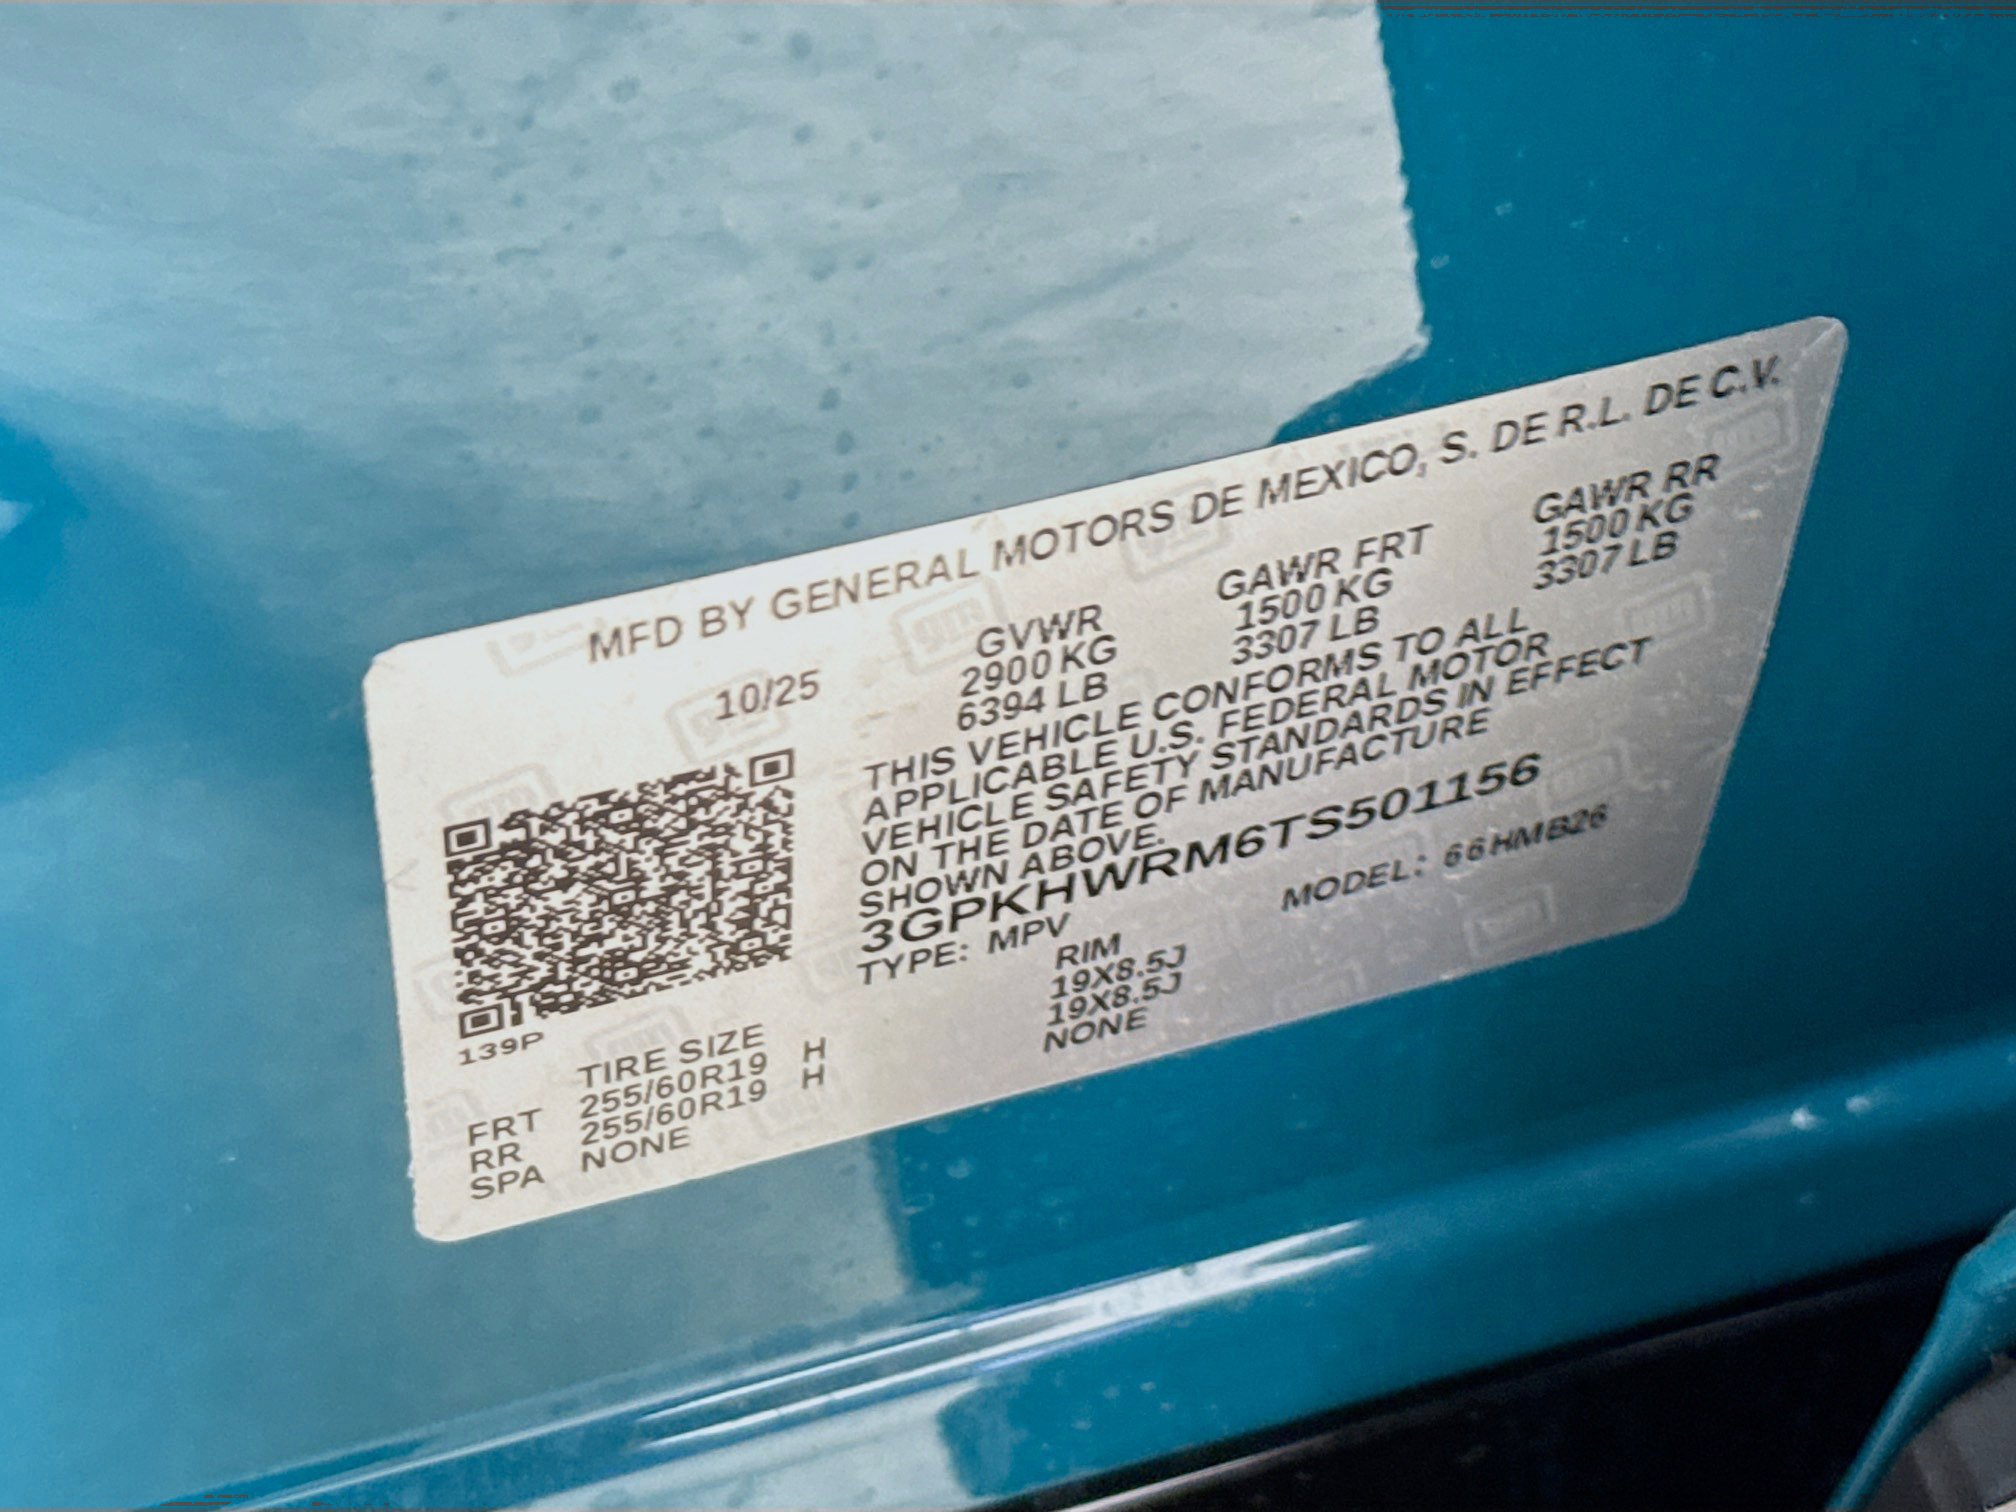 MFD BY GENERAL MOTORS DE MEXICO, S. DE R.L. DE C.V.
10/25
GVWR GAWR FRT GAWR RR
2900 KG 1500 KG 1500 KG
6394 LB 3307 LB 3307 LB
THIS VEHICLE CONFORMS TO ALL
APPLICABLE U.S. FEDERAL MOTOR
VEHICLE SAFETY STANDARDS IN EFFECT
ON THE DATE OF MANUFACTURE
SHOWN ABOVE.
3GPKHWRM6TS501156
TYPE: MPV MODEL: 66HMB26
139P
TIRE SIZE RIM
FRT 255/60R19 H 19X8.5J
RR 255/60R19 H 19X8.5J
SPA NONE NONE